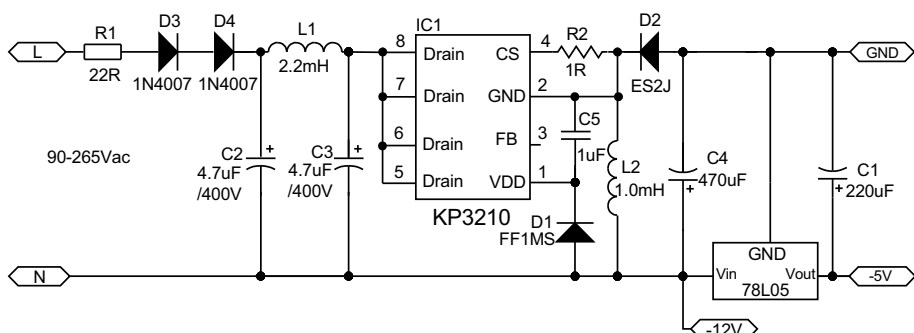 L
R1
22R
D3
1N4007
D4
1N4007
L1
2.2mH
IC1
8 Drain
7 Drain
6 Drain
5 Drain
CS 4
GND 2
FB 3
VDD 1
KP3210
R2
1R
D2
ES2J
GND
90-265Vac
C2
4.7uF
/400V
C3
4.7uF
/400V
C5
1uF
L2
1.0mH
D1
FF1MS
C4
470uF
C1
220uF
N
GND
Vin Vout
78L05
-5V
-12V